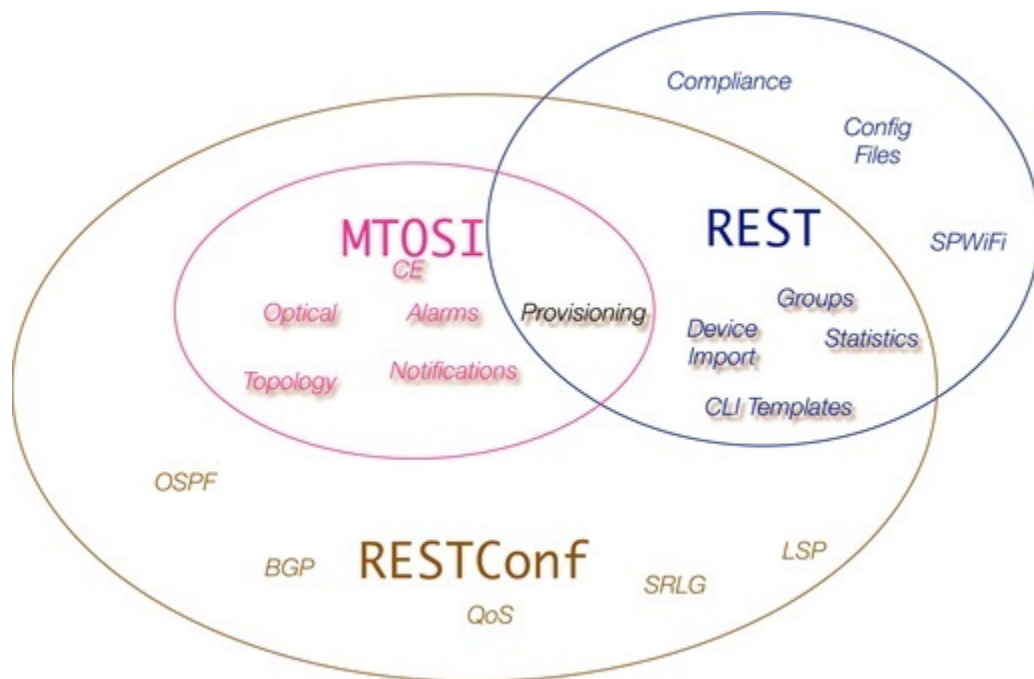 Compliance
Config
Files
MTOSI
REST
SPWiFi
CE
Groups
Optical
Alarms
Provisioning
Device
Import
Statistics
Topology
Notifications
CLI Templates
OSPF
BGP
RESTConf
LSP
SRLG
QoS